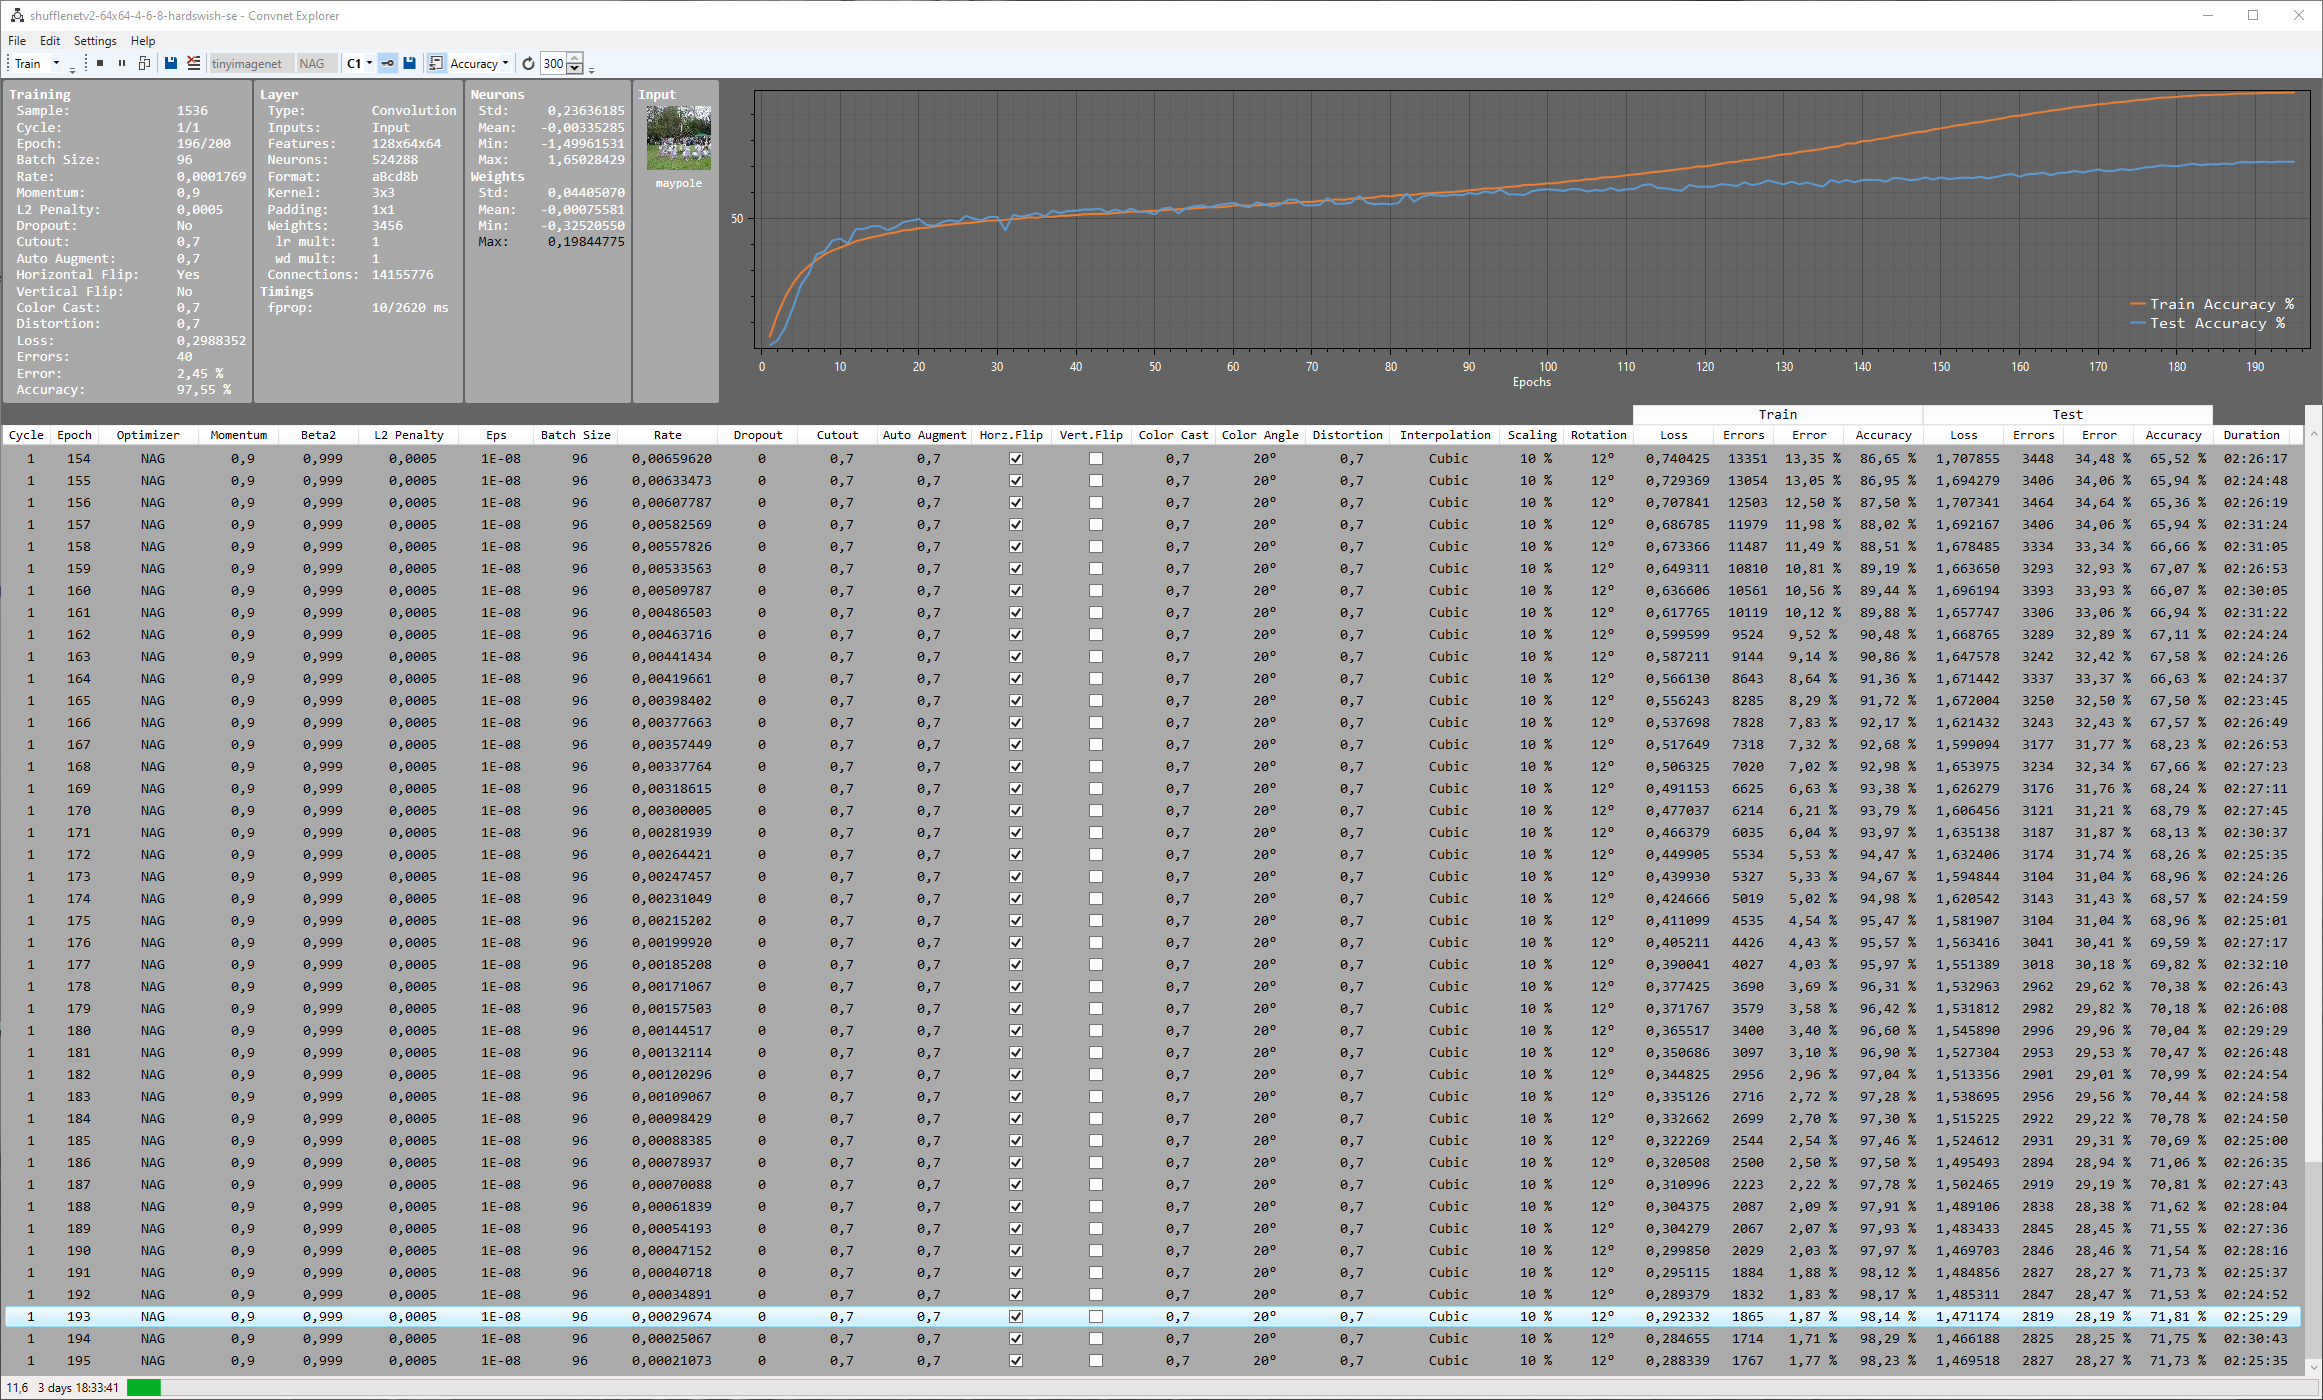 shufflenetv2-64x64-4-6-8-hardswish-se - Convnet Explorer
File Edit Settings Help
Train tinyimagenet NAG C1 Accuracy 300
Training
Sample: 1536
Cycle: 1/1
Epoch: 196/200
Batch Size: 96
Rate: 0,0001769
Momentum: 0,9
L2 Penalty: 0,0005
Dropout: No
Cutout: 0,7
Auto Augment: 0,7
Horizontal Flip: Yes
Vertical Flip: No
Color Cast: 0,7
Distortion: 0,7
Loss: 0,2988352
Errors: 40
Error: 2,45 %
Accuracy: 97,55 %
Layer
Type: Convolution
Inputs: Input
Features: 128x64x64
Neurons: 524288
Format: aBcd8b
Kernel: 3x3
Padding: 1x1
Weights: 3456
lr mult: 1
wd mult: 1
Connections: 14155776
Timings
fprop: 10/2620 ms
Neurons
Std: 0,23636185
Mean: -0,00335285
Min: -1,49961531
Max: 1,65028429
Weights
Std: 0,04405070
Mean: -0,00075581
Min: -0,32520550
Max: 0,19844775
Input
maypole
50
Train Accuracy %
Test Accuracy %
0 10 20 30 40 50 60 70 80 90 100 110 120 130 140 150 160 170 180 190
Epochs
Train Test
Cycle Epoch Optimizer Momentum Beta2 L2 Penalty Eps Batch Size Rate Dropout Cutout Auto Augment Horz.Flip Vert.Flip Color Cast Color Angle Distortion Interpolation Scaling Rotation Loss Errors Error Accuracy Loss Errors Error Accuracy Duration
1 154 NAG 0,9 0,999 0,0005 1E-08 96 0,00659620 0 0,7 0,7 0,7 20° 0,7 Cubic 10 % 12° 0,740425 13351 13,35 % 86,65 % 1,707855 3448 34,48 % 65,52 % 02:26:17
1 155 NAG 0,9 0,999 0,0005 1E-08 96 0,00633473 0 0,7 0,7 0,7 20° 0,7 Cubic 10 % 12° 0,729369 13054 13,05 % 86,95 % 1,694279 3406 34,06 % 65,94 % 02:24:48
1 156 NAG 0,9 0,999 0,0005 1E-08 96 0,00607787 0 0,7 0,7 0,7 20° 0,7 Cubic 10 % 12° 0,707841 12503 12,50 % 87,50 % 1,707341 3464 34,64 % 65,36 % 02:26:19
1 157 NAG 0,9 0,999 0,0005 1E-08 96 0,00582569 0 0,7 0,7 0,7 20° 0,7 Cubic 10 % 12° 0,686785 11979 11,98 % 88,02 % 1,692167 3406 34,06 % 65,94 % 02:31:24
1 158 NAG 0,9 0,999 0,0005 1E-08 96 0,00557826 0 0,7 0,7 0,7 20° 0,7 Cubic 10 % 12° 0,673366 11487 11,49 % 88,51 % 1,678485 3334 33,34 % 66,66 % 02:31:05
1 159 NAG 0,9 0,999 0,0005 1E-08 96 0,00533563 0 0,7 0,7 0,7 20° 0,7 Cubic 10 % 12° 0,649311 10810 10,81 % 89,19 % 1,663650 3293 32,93 % 67,07 % 02:26:53
1 160 NAG 0,9 0,999 0,0005 1E-08 96 0,00509787 0 0,7 0,7 0,7 20° 0,7 Cubic 10 % 12° 0,636606 10561 10,56 % 89,44 % 1,696194 3393 33,93 % 66,07 % 02:30:05
1 161 NAG 0,9 0,999 0,0005 1E-08 96 0,00486503 0 0,7 0,7 0,7 20° 0,7 Cubic 10 % 12° 0,617765 10119 10,12 % 89,88 % 1,657747 3306 33,06 % 66,94 % 02:31:22
1 162 NAG 0,9 0,999 0,0005 1E-08 96 0,00463716 0 0,7 0,7 0,7 20° 0,7 Cubic 10 % 12° 0,599599 9524 9,52 % 90,48 % 1,668765 3289 32,89 % 67,11 % 02:24:24
1 163 NAG 0,9 0,999 0,0005 1E-08 96 0,00441434 0 0,7 0,7 0,7 20° 0,7 Cubic 10 % 12° 0,587211 9144 9,14 % 90,86 % 1,647578 3242 32,42 % 67,58 % 02:24:26
1 164 NAG 0,9 0,999 0,0005 1E-08 96 0,00419661 0 0,7 0,7 0,7 20° 0,7 Cubic 10 % 12° 0,566130 8643 8,64 % 91,36 % 1,671442 3337 33,37 % 66,63 % 02:24:37
1 165 NAG 0,9 0,999 0,0005 1E-08 96 0,00398402 0 0,7 0,7 0,7 20° 0,7 Cubic 10 % 12° 0,556243 8285 8,29 % 91,72 % 1,672004 3250 32,50 % 67,50 % 02:23:45
1 166 NAG 0,9 0,999 0,0005 1E-08 96 0,00377663 0 0,7 0,7 0,7 20° 0,7 Cubic 10 % 12° 0,537698 7828 7,83 % 92,17 % 1,621432 3243 32,43 % 67,57 % 02:26:49
1 167 NAG 0,9 0,999 0,0005 1E-08 96 0,00357449 0 0,7 0,7 0,7 20° 0,7 Cubic 10 % 12° 0,517649 7318 7,32 % 92,68 % 1,599094 3177 31,77 % 68,23 % 02:26:53
1 168 NAG 0,9 0,999 0,0005 1E-08 96 0,00337764 0 0,7 0,7 0,7 20° 0,7 Cubic 10 % 12° 0,506325 7020 7,02 % 92,98 % 1,653975 3234 32,34 % 67,66 % 02:27:23
1 169 NAG 0,9 0,999 0,0005 1E-08 96 0,00318615 0 0,7 0,7 0,7 20° 0,7 Cubic 10 % 12° 0,491153 6625 6,63 % 93,38 % 1,626279 3176 31,76 % 68,24 % 02:27:11
1 170 NAG 0,9 0,999 0,0005 1E-08 96 0,00300005 0 0,7 0,7 0,7 20° 0,7 Cubic 10 % 12° 0,477037 6214 6,21 % 93,79 % 1,606456 3121 31,21 % 68,79 % 02:27:45
1 171 NAG 0,9 0,999 0,0005 1E-08 96 0,00281939 0 0,7 0,7 0,7 20° 0,7 Cubic 10 % 12° 0,466379 6035 6,04 % 93,97 % 1,635138 3187 31,87 % 68,13 % 02:30:37
1 172 NAG 0,9 0,999 0,0005 1E-08 96 0,00264421 0 0,7 0,7 0,7 20° 0,7 Cubic 10 % 12° 0,449905 5534 5,53 % 94,47 % 1,632406 3174 31,74 % 68,26 % 02:25:35
1 173 NAG 0,9 0,999 0,0005 1E-08 96 0,00247457 0 0,7 0,7 0,7 20° 0,7 Cubic 10 % 12° 0,439930 5327 5,33 % 94,67 % 1,594844 3104 31,04 % 68,96 % 02:24:26
1 174 NAG 0,9 0,999 0,0005 1E-08 96 0,00231049 0 0,7 0,7 0,7 20° 0,7 Cubic 10 % 12° 0,424666 5019 5,02 % 94,98 % 1,620542 3143 31,43 % 68,57 % 02:24:59
1 175 NAG 0,9 0,999 0,0005 1E-08 96 0,00215202 0 0,7 0,7 0,7 20° 0,7 Cubic 10 % 12° 0,411099 4535 4,54 % 95,47 % 1,581907 3104 31,04 % 68,96 % 02:25:01
1 176 NAG 0,9 0,999 0,0005 1E-08 96 0,00199920 0 0,7 0,7 0,7 20° 0,7 Cubic 10 % 12° 0,405211 4426 4,43 % 95,57 % 1,563416 3041 30,41 % 69,59 % 02:27:17
1 177 NAG 0,9 0,999 0,0005 1E-08 96 0,00185208 0 0,7 0,7 0,7 20° 0,7 Cubic 10 % 12° 0,390041 4027 4,03 % 95,97 % 1,551389 3018 30,18 % 69,82 % 02:32:10
1 178 NAG 0,9 0,999 0,0005 1E-08 96 0,00171067 0 0,7 0,7 0,7 20° 0,7 Cubic 10 % 12° 0,377425 3690 3,69 % 96,31 % 1,532963 2962 29,62 % 70,38 % 02:26:43
1 179 NAG 0,9 0,999 0,0005 1E-08 96 0,00157503 0 0,7 0,7 0,7 20° 0,7 Cubic 10 % 12° 0,371767 3579 3,58 % 96,42 % 1,531812 2982 29,82 % 70,18 % 02:26:08
1 180 NAG 0,9 0,999 0,0005 1E-08 96 0,00144517 0 0,7 0,7 0,7 20° 0,7 Cubic 10 % 12° 0,365517 3400 3,40 % 96,60 % 1,545890 2996 29,96 % 70,04 % 02:29:29
1 181 NAG 0,9 0,999 0,0005 1E-08 96 0,00132114 0 0,7 0,7 0,7 20° 0,7 Cubic 10 % 12° 0,350686 3097 3,10 % 96,90 % 1,527304 2953 29,53 % 70,47 % 02:26:48
1 182 NAG 0,9 0,999 0,0005 1E-08 96 0,00120296 0 0,7 0,7 0,7 20° 0,7 Cubic 10 % 12° 0,344825 2956 2,96 % 97,04 % 1,513356 2901 29,01 % 70,99 % 02:24:54
1 183 NAG 0,9 0,999 0,0005 1E-08 96 0,00109067 0 0,7 0,7 0,7 20° 0,7 Cubic 10 % 12° 0,335126 2716 2,72 % 97,28 % 1,538695 2956 29,56 % 70,44 % 02:24:58
1 184 NAG 0,9 0,999 0,0005 1E-08 96 0,00098429 0 0,7 0,7 0,7 20° 0,7 Cubic 10 % 12° 0,332662 2699 2,70 % 97,30 % 1,515225 2922 29,22 % 70,78 % 02:24:50
1 185 NAG 0,9 0,999 0,0005 1E-08 96 0,00088385 0 0,7 0,7 0,7 20° 0,7 Cubic 10 % 12° 0,322269 2544 2,54 % 97,46 % 1,524612 2931 29,31 % 70,69 % 02:25:00
1 186 NAG 0,9 0,999 0,0005 1E-08 96 0,00078937 0 0,7 0,7 0,7 20° 0,7 Cubic 10 % 12° 0,320508 2500 2,50 % 97,50 % 1,495493 2894 28,94 % 71,06 % 02:26:35
1 187 NAG 0,9 0,999 0,0005 1E-08 96 0,00070088 0 0,7 0,7 0,7 20° 0,7 Cubic 10 % 12° 0,310996 2223 2,22 % 97,78 % 1,502465 2919 29,19 % 70,81 % 02:27:43
1 188 NAG 0,9 0,999 0,0005 1E-08 96 0,00061839 0 0,7 0,7 0,7 20° 0,7 Cubic 10 % 12° 0,304375 2087 2,09 % 97,91 % 1,489106 2838 28,38 % 71,62 % 02:28:04
1 189 NAG 0,9 0,999 0,0005 1E-08 96 0,00054193 0 0,7 0,7 0,7 20° 0,7 Cubic 10 % 12° 0,304279 2067 2,07 % 97,93 % 1,483433 2845 28,45 % 71,55 % 02:27:36
1 190 NAG 0,9 0,999 0,0005 1E-08 96 0,00047152 0 0,7 0,7 0,7 20° 0,7 Cubic 10 % 12° 0,299850 2029 2,03 % 97,97 % 1,469703 2846 28,46 % 71,54 % 02:28:16
1 191 NAG 0,9 0,999 0,0005 1E-08 96 0,00040718 0 0,7 0,7 0,7 20° 0,7 Cubic 10 % 12° 0,295115 1884 1,88 % 98,12 % 1,484856 2827 28,27 % 71,73 % 02:25:37
1 192 NAG 0,9 0,999 0,0005 1E-08 96 0,00034891 0 0,7 0,7 0,7 20° 0,7 Cubic 10 % 12° 0,289379 1832 1,83 % 98,17 % 1,485311 2847 28,47 % 71,53 % 02:24:52
1 193 NAG 0,9 0,999 0,0005 1E-08 96 0,00029674 0 0,7 0,7 0,7 20° 0,7 Cubic 10 % 12° 0,292332 1865 1,87 % 98,14 % 1,471174 2819 28,19 % 71,81 % 02:25:29
1 194 NAG 0,9 0,999 0,0005 1E-08 96 0,00025067 0 0,7 0,7 0,7 20° 0,7 Cubic 10 % 12° 0,284655 1714 1,71 % 98,29 % 1,466188 2825 28,25 % 71,75 % 02:30:43
1 195 NAG 0,9 0,999 0,0005 1E-08 96 0,00021073 0 0,7 0,7 0,7 20° 0,7 Cubic 10 % 12° 0,288339 1767 1,77 % 98,23 % 1,469518 2827 28,27 % 71,73 % 02:25:35
11,6 3 days 18:33:41